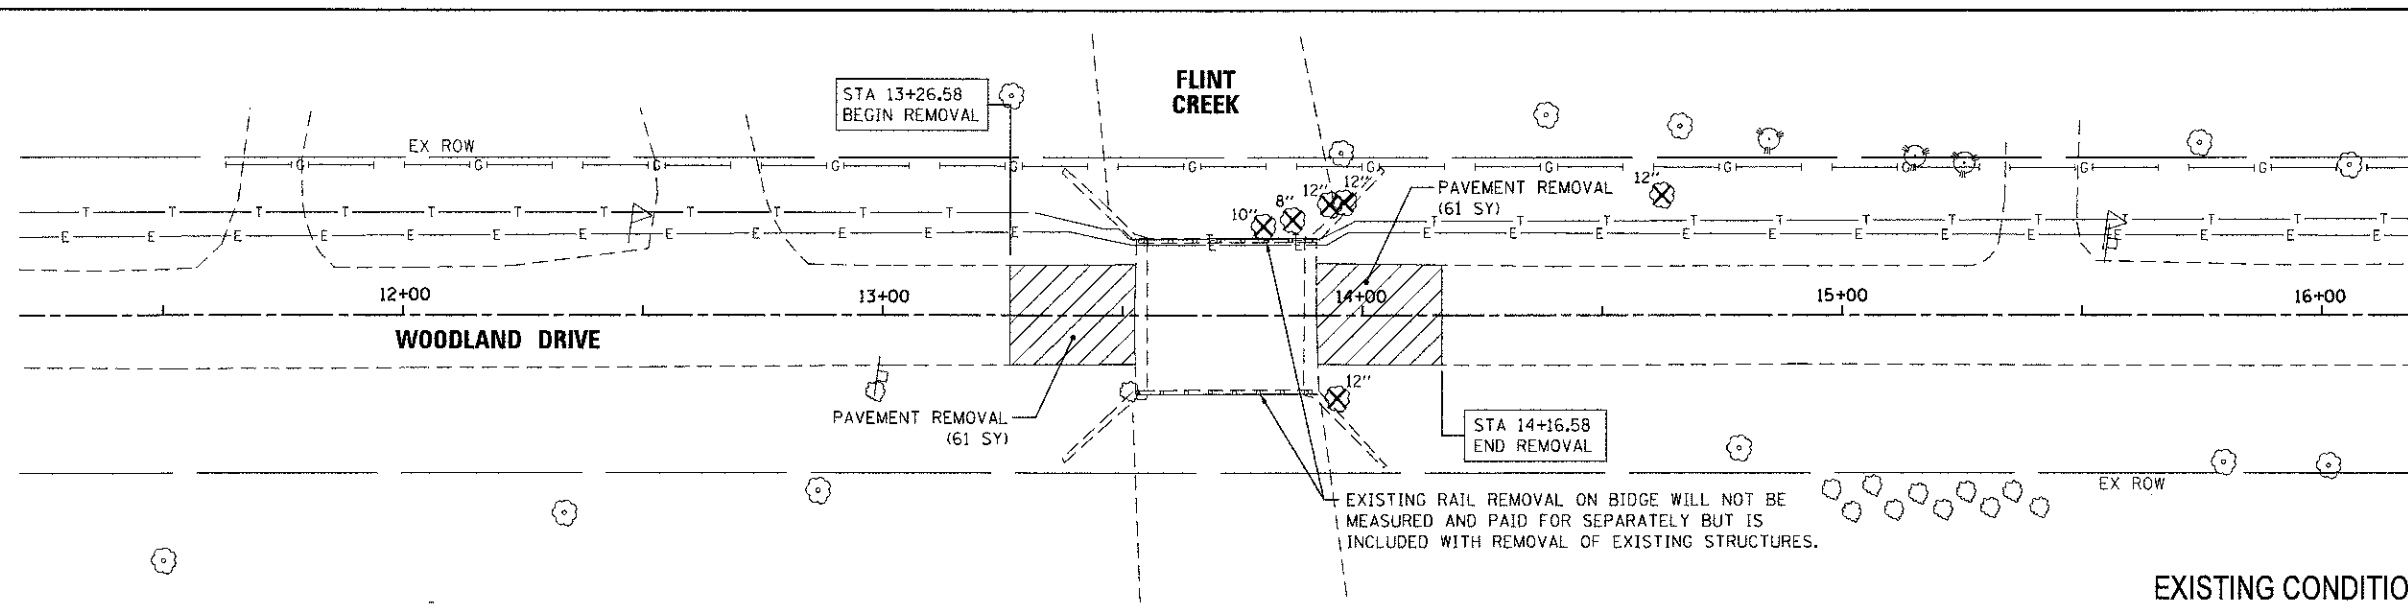 FLINT
CREEK
STA 13+26.58
BEGIN REMOVAL
EX ROW
G G G G G G G G G G G G
12" 12"
8"
10"
12"
PAVEMENT REMOVAL
(61 SY)
T T T T T T T T T T T T T T T T T T T T T T T T
E E E E E E E E E E E E E E E E E E E E E E E E E E
12+00 13+00 14+00 15+00 16+00
WOODLAND DRIVE
12"
PAVEMENT REMOVAL
(61 SY)
STA 14+16.58
END REMOVAL
EX ROW
EXISTING RAIL REMOVAL ON BIDGE WILL NOT BE
MEASURED AND PAID FOR SEPARATELY BUT IS
INCLUDED WITH REMOVAL OF EXISTING STRUCTURES.
EXISTING CONDITIO